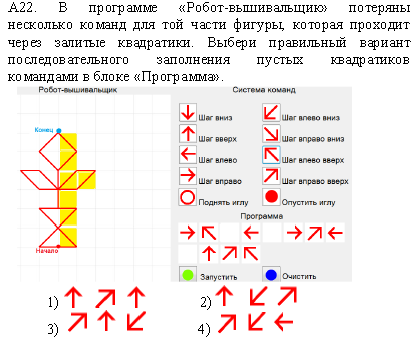 А22. В программе «Робот-вышивальщик» потеряны
несколько команд для той части фигуры, которая проходит
через залитые квадратики. Выбери правильный вариант
последовательного заполнения пустых квадратиков
командами в блоке «Программа».
Робот-вышивальщик
Система команд
Конец
Начало
Шаг вниз
Шаг влево вниз
Шаг вверх
Шаг вправо вниз
Шаг влево
Шаг влево вверх
Шаг вправо
Шаг вправо вверх
Поднять иглу
Опустить иглу
Программа
Запустить
Очистить
1)
2)
3)
4)